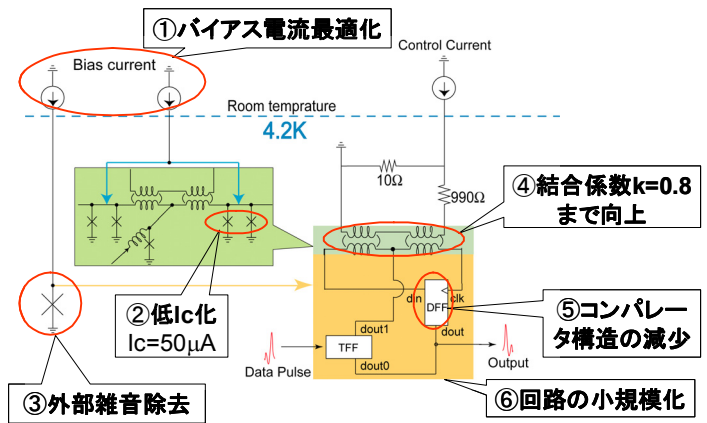 ①バイアス電流最適化
Bias current
Control Current
Room temprature
4.2K
10Ω
990Ω
④結合係数k=0.8
まで向上
②低Ic化
Ic=50μA
din
clk
DFF
dout
⑤コンパレー
タ構造の減少
dout1
TFF
dout0
Data Pulse
Output
③外部雑音除去
⑥回路の小規模化